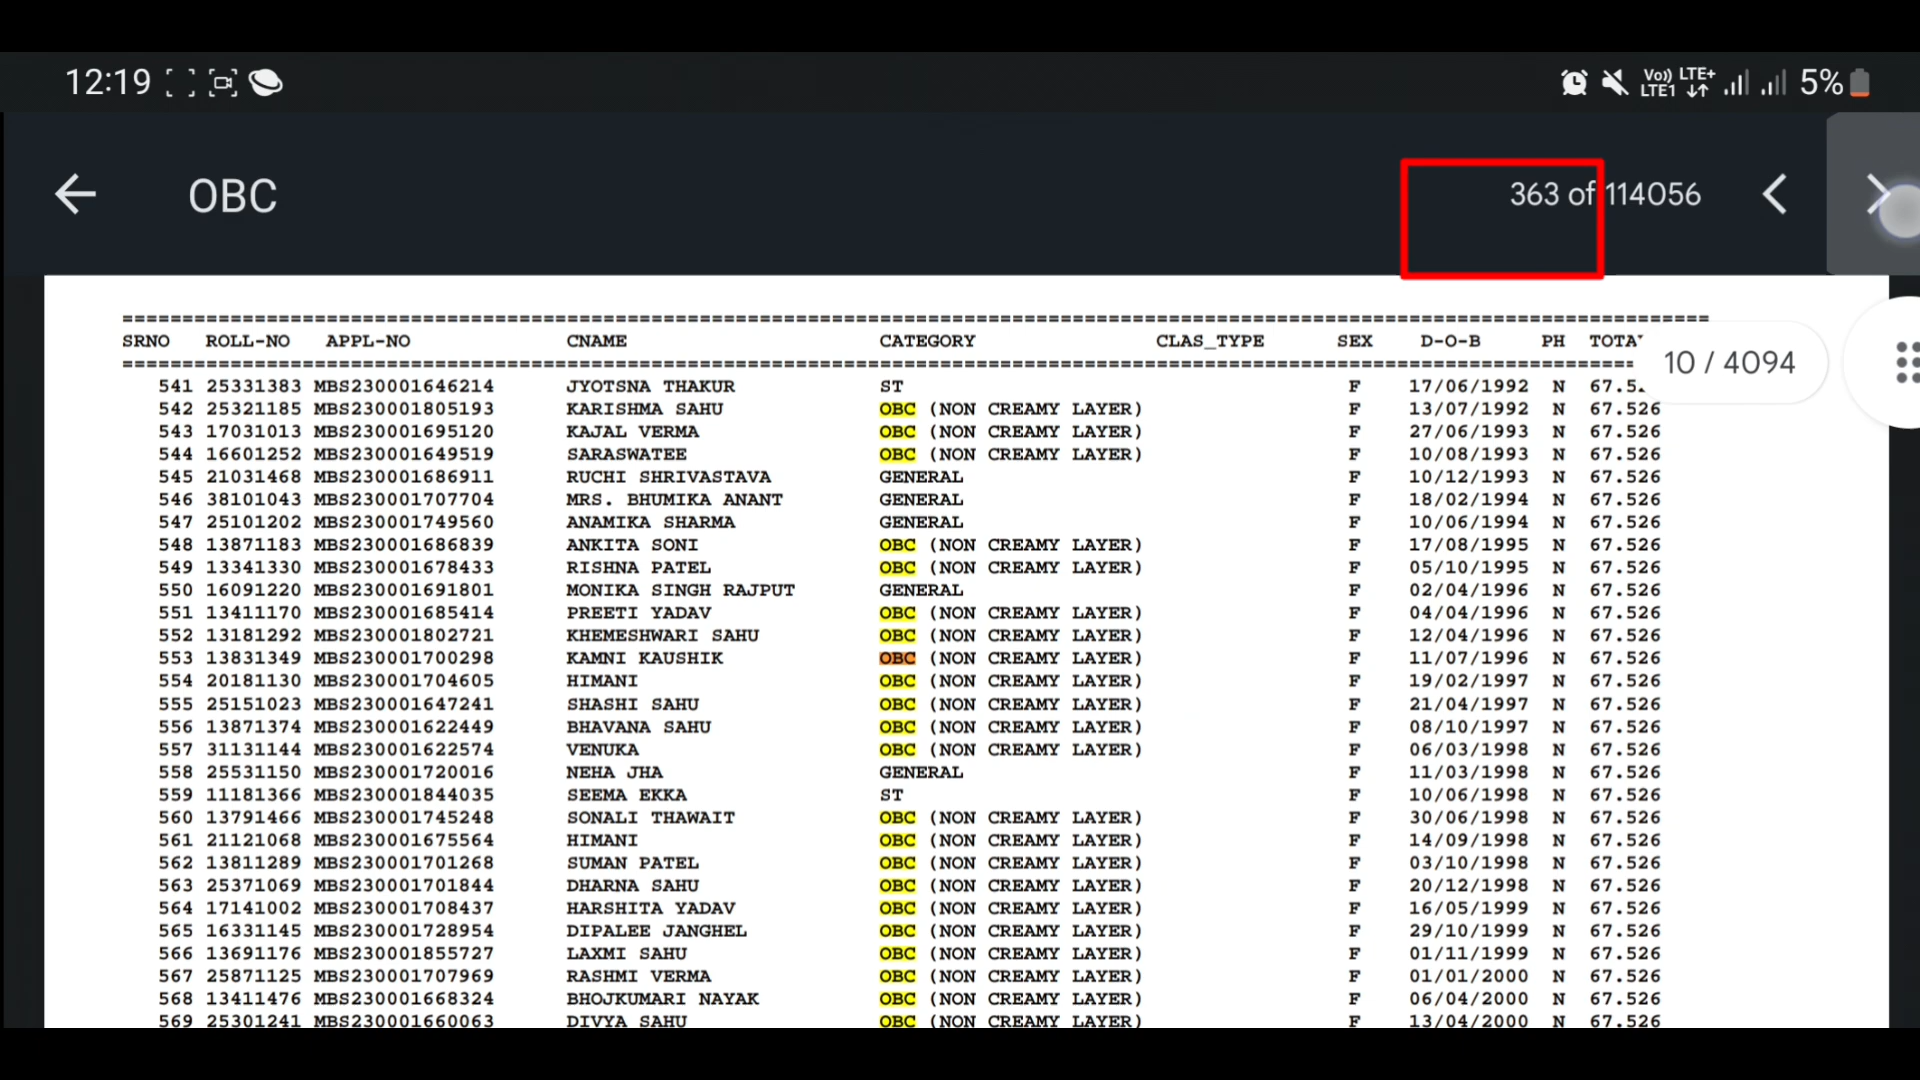 12:19 Vo)) LTE1 LTE+ 5%
OBC 363 of 114056
SRNO ROLL-NO APPL-NO CNAME CATEGORY CLAS_TYPE SEX D-O-B PH TOTA
10 / 4094
541 25331383 MBS230001646214 JYOTSNA THAKUR ST F 17/06/1992 N 67.5
542 25321185 MBS230001805193 KARISHMA SAHU OBC (NON CREAMY LAYER) F 13/07/1992 N 67.526
543 17031013 MBS230001695120 KAJAL VERMA OBC (NON CREAMY LAYER) F 27/06/1993 N 67.526
544 16601252 MBS230001649519 SARASWATEE OBC (NON CREAMY LAYER) F 10/08/1993 N 67.526
545 21031468 MBS230001686911 RUCHI SHRIVASTAVA GENERAL F 10/12/1993 N 67.526
546 38101043 MBS230001707704 MRS. BHUMIKA ANANT GENERAL F 18/02/1994 N 67.526
547 25101202 MBS230001749560 ANAMIKA SHARMA GENERAL F 10/06/1994 N 67.526
548 13871183 MBS230001686839 ANKITA SONI OBC (NON CREAMY LAYER) F 17/08/1995 N 67.526
549 13341330 MBS230001678433 RISHNA PATEL OBC (NON CREAMY LAYER) F 05/10/1995 N 67.526
550 16091220 MBS230001691801 MONIKA SINGH RAJPUT GENERAL F 02/04/1996 N 67.526
551 13411170 MBS230001685414 PREETI YADAV OBC (NON CREAMY LAYER) F 04/04/1996 N 67.526
552 13181292 MBS230001802721 KHEMESHWARI SAHU OBC (NON CREAMY LAYER) F 12/04/1996 N 67.526
553 13831349 MBS230001700298 KAMNI KAUSHIK OBC (NON CREAMY LAYER) F 11/07/1996 N 67.526
554 20181130 MBS230001704605 HIMANI OBC (NON CREAMY LAYER) F 19/02/1997 N 67.526
555 25151023 MBS230001647241 SHASHI SAHU OBC (NON CREAMY LAYER) F 21/04/1997 N 67.526
556 13871374 MBS230001622449 BHAVANA SAHU OBC (NON CREAMY LAYER) F 08/10/1997 N 67.526
557 31131144 MBS230001622574 VENUKA OBC (NON CREAMY LAYER) F 06/03/1998 N 67.526
558 25531150 MBS230001720016 NEHA JHA GENERAL F 11/03/1998 N 67.526
559 11181366 MBS230001844035 SEEMA EKKA ST F 10/06/1998 N 67.526
560 13791466 MBS230001745248 SONALI THAWAIT OBC (NON CREAMY LAYER) F 30/06/1998 N 67.526
561 21121068 MBS230001675564 HIMANI OBC (NON CREAMY LAYER) F 14/09/1998 N 67.526
562 13811289 MBS230001701268 SUMAN PATEL OBC (NON CREAMY LAYER) F 03/10/1998 N 67.526
563 25371069 MBS230001701844 DHARNA SAHU OBC (NON CREAMY LAYER) F 20/12/1998 N 67.526
564 17141002 MBS230001708437 HARSHITA YADAV OBC (NON CREAMY LAYER) F 16/05/1999 N 67.526
565 16331145 MBS230001728954 DIPALEE JANGHEL OBC (NON CREAMY LAYER) F 29/10/1999 N 67.526
566 13691176 MBS230001855727 LAXMI SAHU OBC (NON CREAMY LAYER) F 01/11/1999 N 67.526
567 25871125 MBS230001707969 RASHMI VERMA OBC (NON CREAMY LAYER) F 01/01/2000 N 67.526
568 13411476 MBS230001668324 BHOJKUMARI NAYAK OBC (NON CREAMY LAYER) F 06/04/2000 N 67.526
569 25301241 MBS230001660063 DIVYA SAHU OBC (NON CREAMY LAYER) F 13/04/2000 N 67.526